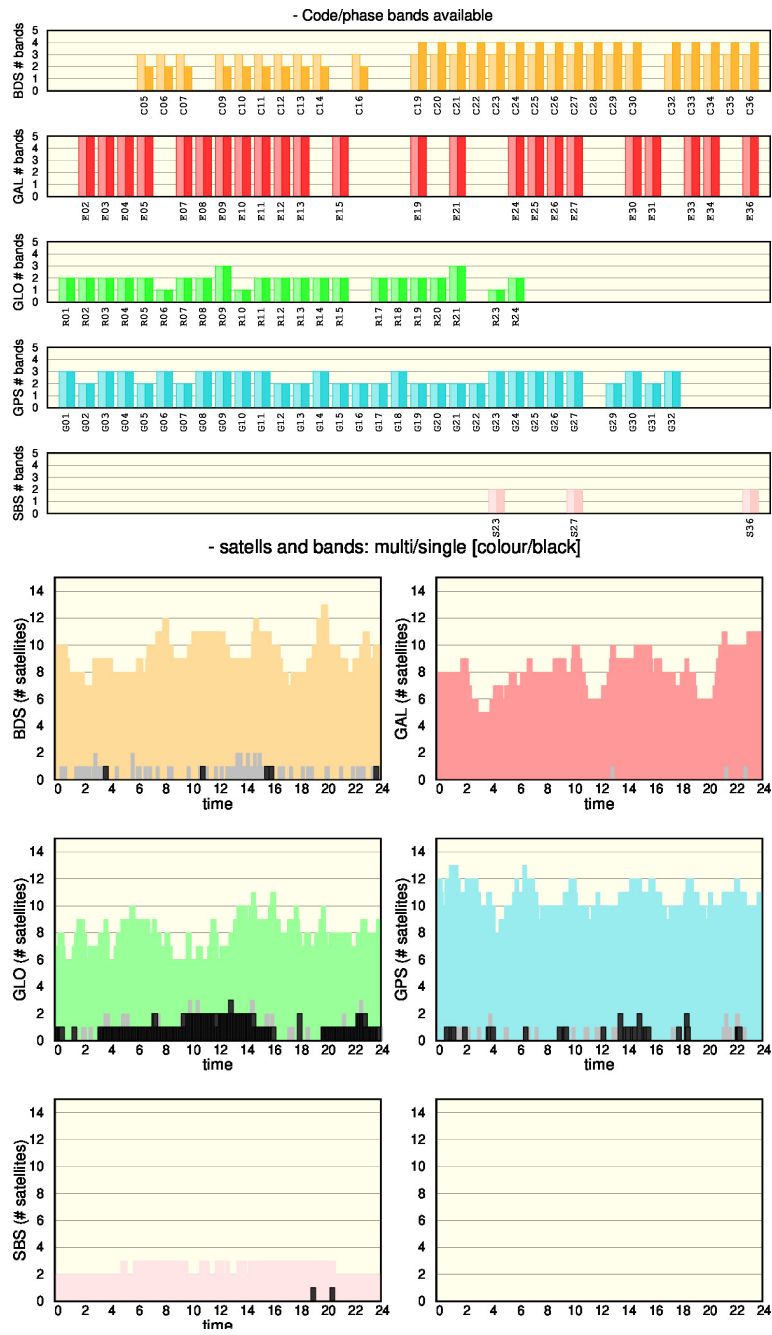 - Code/phase bands available
BDS # bands
5
4
3
2
1
0
C05 C06 C07 C09 C10 C11 C12 C13 C14 C16 C19 C20 C21 C22 C23 C24 C25 C26 C27 C28 C29 C30 C32 C33 C34 C35 C36
GAL # bands
5
4
3
2
1
0
E02 E03 E04 E05 E07 E08 E09 E10 E11 E12 E13 E15 E19 E21 E24 E25 E26 E27 E30 E31 E33 E34 E36
GLO # bands
5
4
3
2
1
0
R01 R02 R03 R04 R05 R06 R07 R08 R09 R10 R11 R12 R13 R14 R15 R17 R18 R19 R20 R21 R23 R24
GPS # bands
5
4
3
2
1
0
G01 G02 G03 G04 G05 G06 G07 G08 G09 G10 G11 G12 G13 G14 G15 G16 G17 G18 G19 G20 G21 G22 G23 G24 G25 G26 G27 G29 G30 G31 G32
SBS # bands
5
4
3
2
1
0
S23 S27 S36
- satells and bands: multi/single [colour/black]
BDS (# satellites)
14
12
10
8
6
4
2
0
0 2 4 6 8 10 12 14 16 18 20 22 24
time
GAL (# satellites)
14
12
10
8
6
4
2
0
0 2 4 6 8 10 12 14 16 18 20 22 24
time
GLO (# satellites)
14
12
10
8
6
4
2
0
0 2 4 6 8 10 12 14 16 18 20 22 24
time
GPS (# satellites)
14
12
10
8
6
4
2
0
0 2 4 6 8 10 12 14 16 18 20 22 24
time
SBS (# satellites)
14
12
10
8
6
4
2
0
0 2 4 6 8 10 12 14 16 18 20 22 24
time
14
12
10
8
6
4
2
0
0 2 4 6 8 10 12 14 16 18 20 22 24